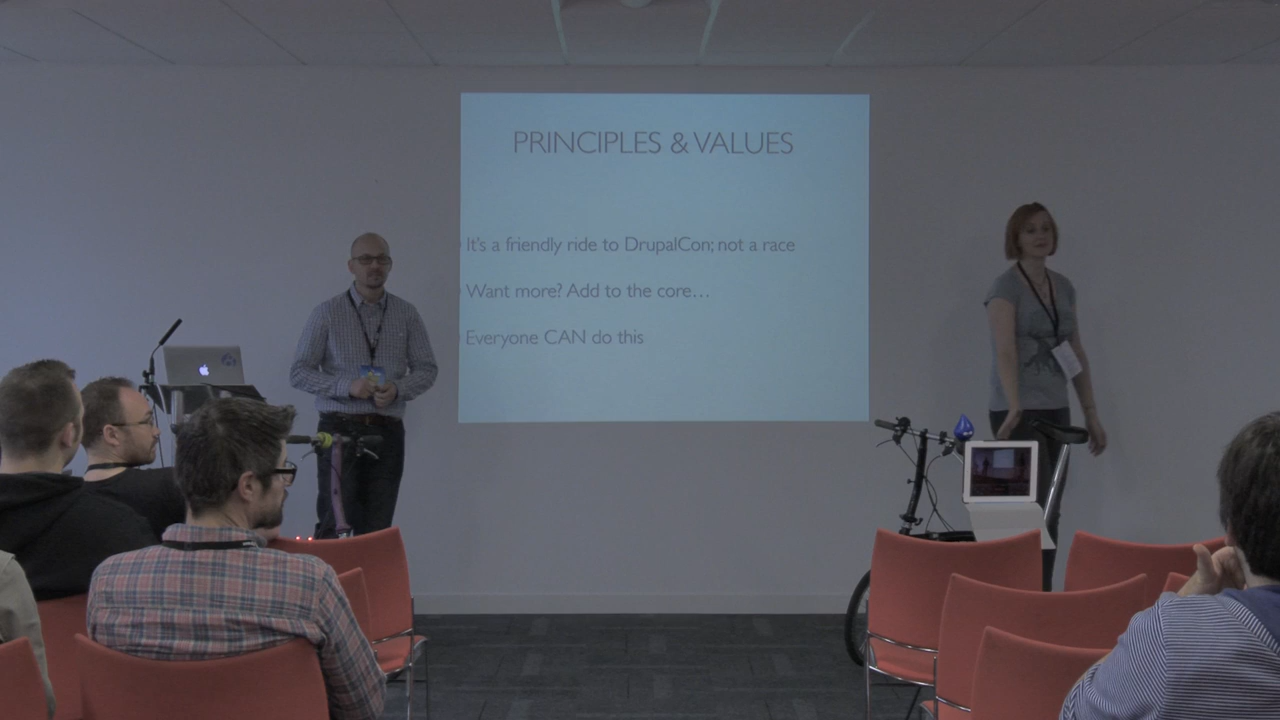 PRINCIPLES & VALUES
It's a friendly ride to DrupalCon; not a race
Want more? Add to the core...
Everyone CAN do this